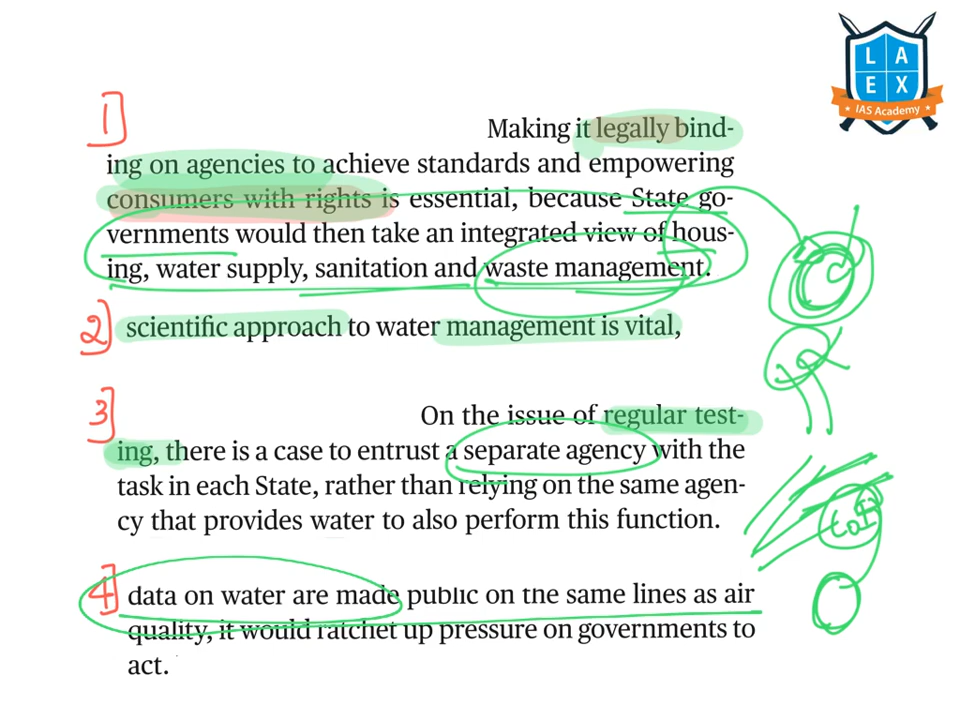 L A
E X
IAS Academy
1]
Making it legally bind-
ing on agencies to achieve standards and empowering
consumers with rights is essential, because State go-
vernments would then take an integrated view of hous-
ing, water supply, sanitation and waste management.
2] scientific approach to water management is vital,
3]
On the issue of regular test-
ing, there is a case to entrust a separate agency with the
task in each State, rather than relying on the same agen-
cy that provides water to also perform this function.
4] data on water are made public on the same lines as air
quality, it would ratchet up pressure on governments to
act.